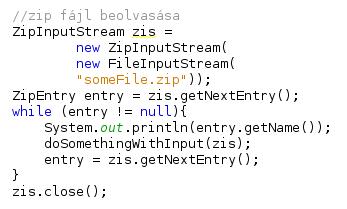 //zip fájl beolvasása
ZipInputStream zis =
        new ZipInputStream(
        new FileInputStream(
        "someFile.zip"));
ZipEntry entry = zis.getNextEntry();
while (entry != null){
    System.out.println(entry.getName());
    doSomethingWithInput(zis);
    entry = zis.getNextEntry();
}
zis.close();